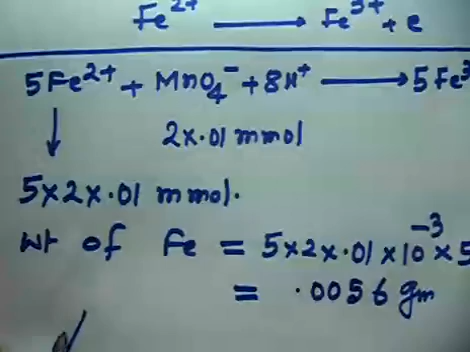 Fe²⁺ ⟶ Fe³⁺ + e
5Fe²⁺ + MnO₄⁻ + 8H⁺ ⟶ 5Fe³
↓ 2×.01 mmol
5×2×.01 mmol.
wt of Fe = 5×2×.01×10⁻³×5
= .0056 gm